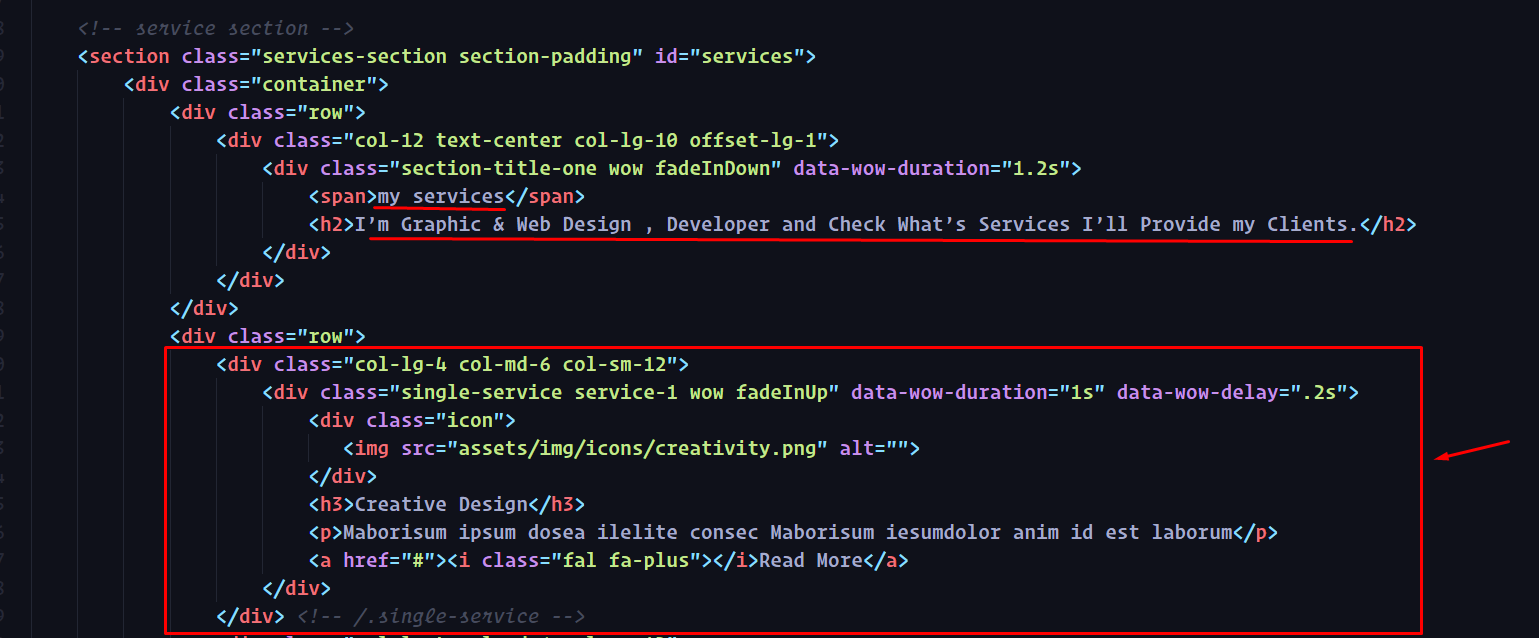 <!-- service section -->
<section class="services-section section-padding" id="services">
<div class="container">
<div class="row">
<div class="col-12 text-center col-lg-10 offset-lg-1">
<div class="section-title-one wow fadeInDown" data-wow-duration="1.2s">
<span>my services</span>
<h2>I’m Graphic & Web Design , Developer and Check What’s Services I’ll Provide my Clients.</h2>
</div>
</div>
</div>
<div class="row">
<div class="col-lg-4 col-md-6 col-sm-12">
<div class="single-service service-1 wow fadeInUp" data-wow-duration="1s" data-wow-delay=".2s">
<div class="icon">
<img src="assets/img/icons/creativity.png" alt="">
</div>
<h3>Creative Design</h3>
<p>Maborisum ipsum dosea ilelite consec Maborisum iesumdolor anim id est laborum</p>
<a href="#"><i class="fal fa-plus"></i>Read More</a>
</div>
</div> <!-- /.single-service -->